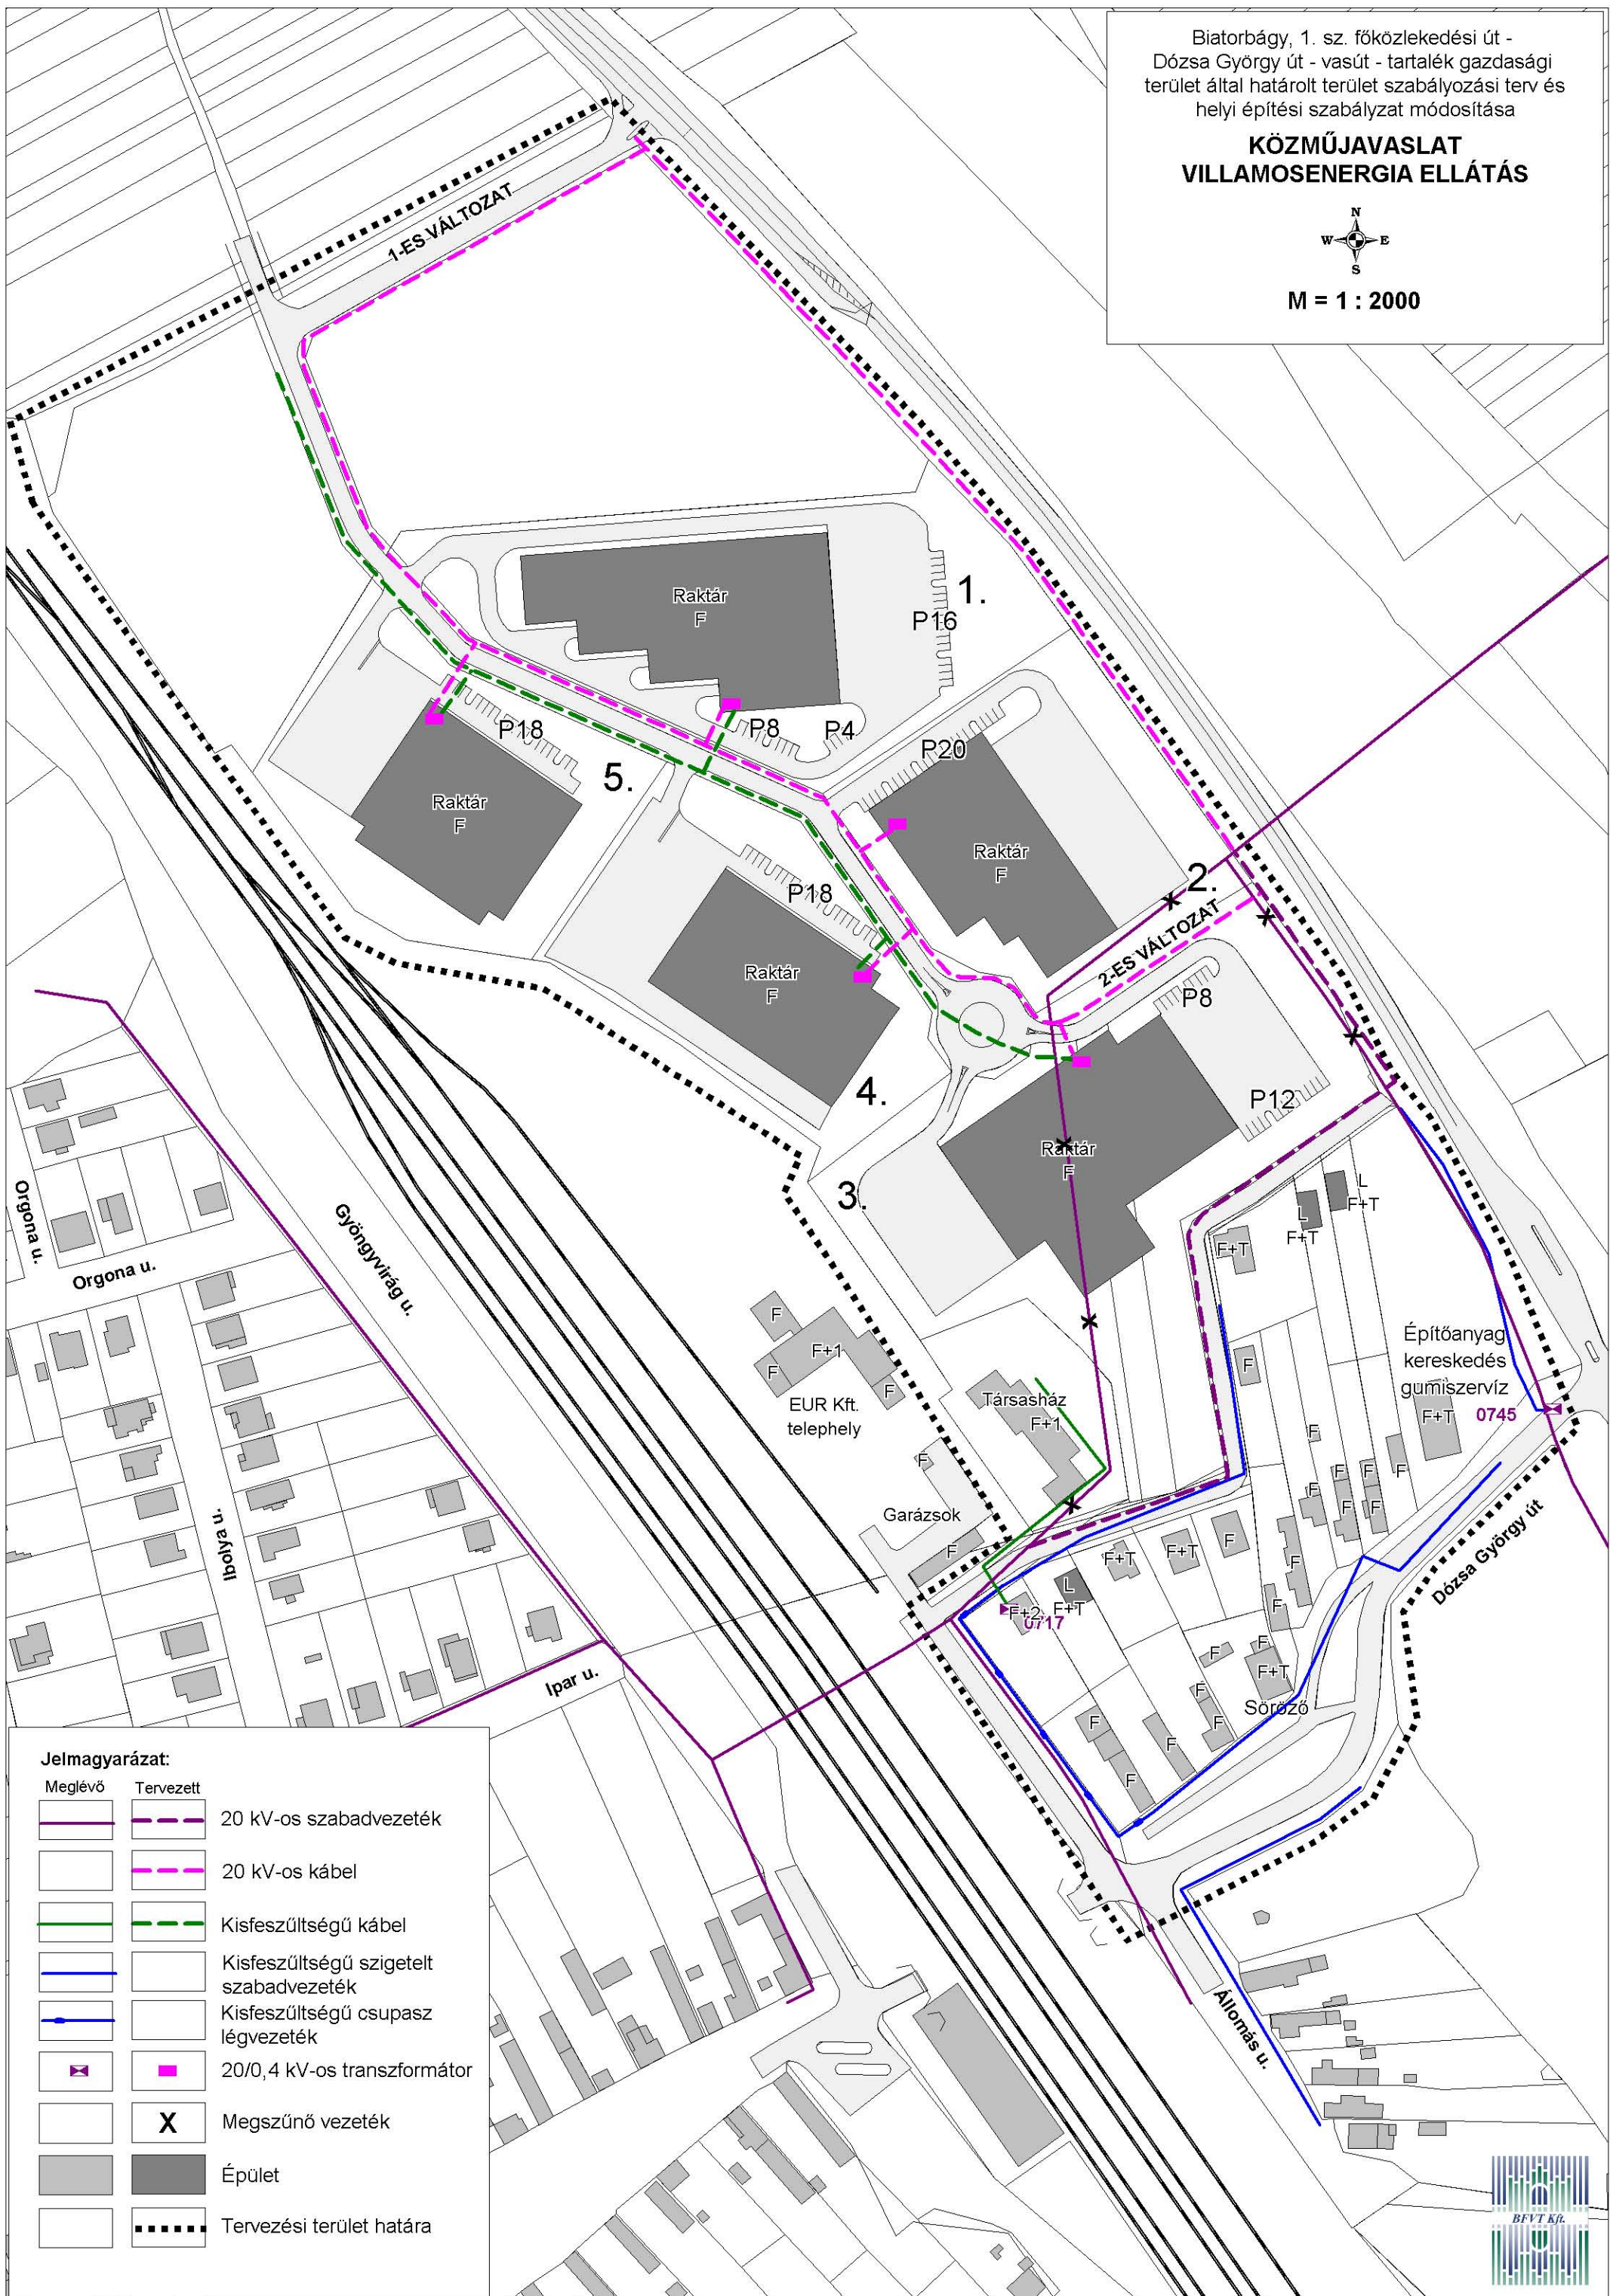 Biatorbágy, 1. sz. főközlekedési út -
Dózsa György út - vasút - tartalék gazdasági
terület által határolt terület szabályozási terv és
helyi építési szabályzat módosítása
KÖZMŰJAVASLAT
VILLAMOSENERGIA ELLÁTÁS
N
W E
S
M = 1 : 2000
1-ES VÁLTOZAT
Raktár
F
1.
P16
P18
P8
P4
P20
5.
Raktár
F
Raktár
F
2.
P18
2-ES VÁLTOZAT
Raktár
F
P8
4.
P12
Raktár
F
3.
L
F+T
L
F+T
F+T
Orgona u.
Orgona u.
Gyöngyvirág u.
Ibolya u.
Ipar u.
F
F+1
F
F
EUR Kft.
telephely
Társasház
F+1
F
Garázsok
F
Építőanyag
kereskedés
gumiszervíz
F+T
0745
F
F
F
F
F
F
F
F
Dózsa György út
F+T
F+T
F
F
L
F+T
F+2
0717
F
F
F
F+T
Söröző
F
F
F
F
F
Állomás u.
Jelmagyarázat:
Meglévő Tervezett
20 kV-os szabadvezeték
20 kV-os kábel
Kisfeszűltségű kábel
Kisfeszűltségű szigetelt
szabadvezeték
Kisfeszűltségű csupasz
légvezeték
20/0,4 kV-os transzformátor
X Megszűnő vezeték
Épület
Tervezési terület határa
BFVT Kft.